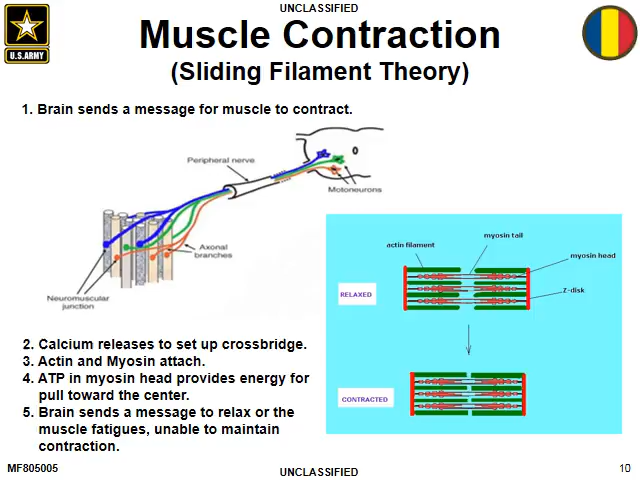 UNCLASSIFIED
U.S.ARMY
Muscle Contraction
(Sliding Filament Theory)
1. Brain sends a message for muscle to contract.
Peripheral nerve
Motoneurons
Axonal
branches
Neuromuscular
junction
actin filament
myosin tail
myosin head
RELAXED
Z-disk
CONTRACTED
2. Calcium releases to set up crossbridge.
3. Actin and Myosin attach.
4. ATP in myosin head provides energy for
pull toward the center.
5. Brain sends a message to relax or the
muscle fatigues, unable to maintain
contraction.
MF805005
UNCLASSIFIED
10